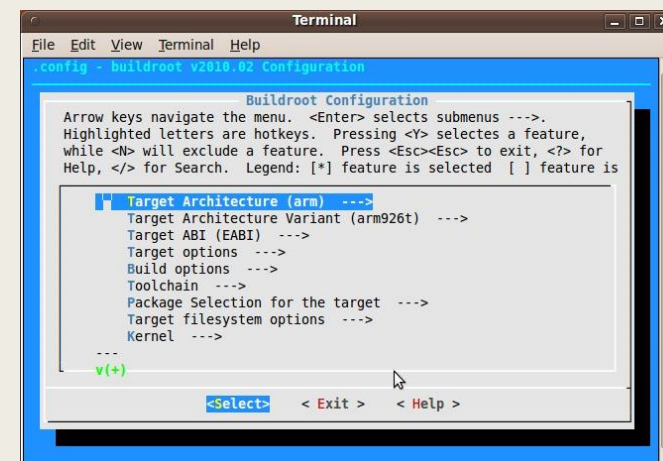 Terminal
File Edit View Terminal Help
.config - buildroot v2010.02 Configuration
Buildroot Configuration
Arrow keys navigate the menu. <Enter> selects submenus --->.
Highlighted letters are hotkeys. Pressing <Y> selectes a feature,
while <N> will exclude a feature. Press <Esc><Esc> to exit, <?> for
Help, </> for Search. Legend: [*] feature is selected [ ] feature is
Target Architecture (arm) --->
Target Architecture Variant (arm926t) --->
Target ABI (EABI) --->
Target options --->
Build options --->
Toolchain --->
Package Selection for the target --->
Target filesystem options --->
Kernel --->
---
v(+)
<Select> < Exit > < Help >